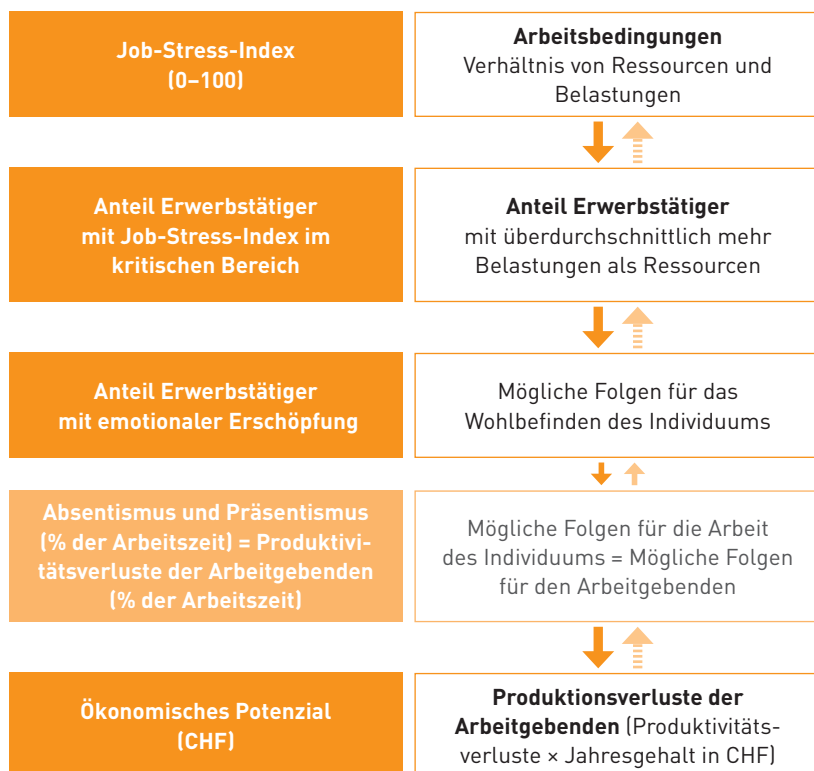 Job-Stress-Index
(0–100)
Arbeitsbedingungen
Verhältnis von Ressourcen und
Belastungen
Anteil Erwerbstätiger
mit Job-Stress-Index im
kritischen Bereich
Anteil Erwerbstätiger
mit überdurchschnittlich mehr
Belastungen als Ressourcen
Anteil Erwerbstätiger
mit emotionaler Erschöpfung
Mögliche Folgen für das
Wohlbefinden des Individuums
Absentismus und Präsentismus
(% der Arbeitszeit) = Produktivi-
tätsverluste der Arbeitgebenden
(% der Arbeitszeit)
Mögliche Folgen für die Arbeit
des Individuums = Mögliche Folgen
für den Arbeitgebenden
Ökonomisches Potenzial
(CHF)
Produktionsverluste der
Arbeitgebenden (Produktivitäts-
verluste × Jahresgehalt in CHF)